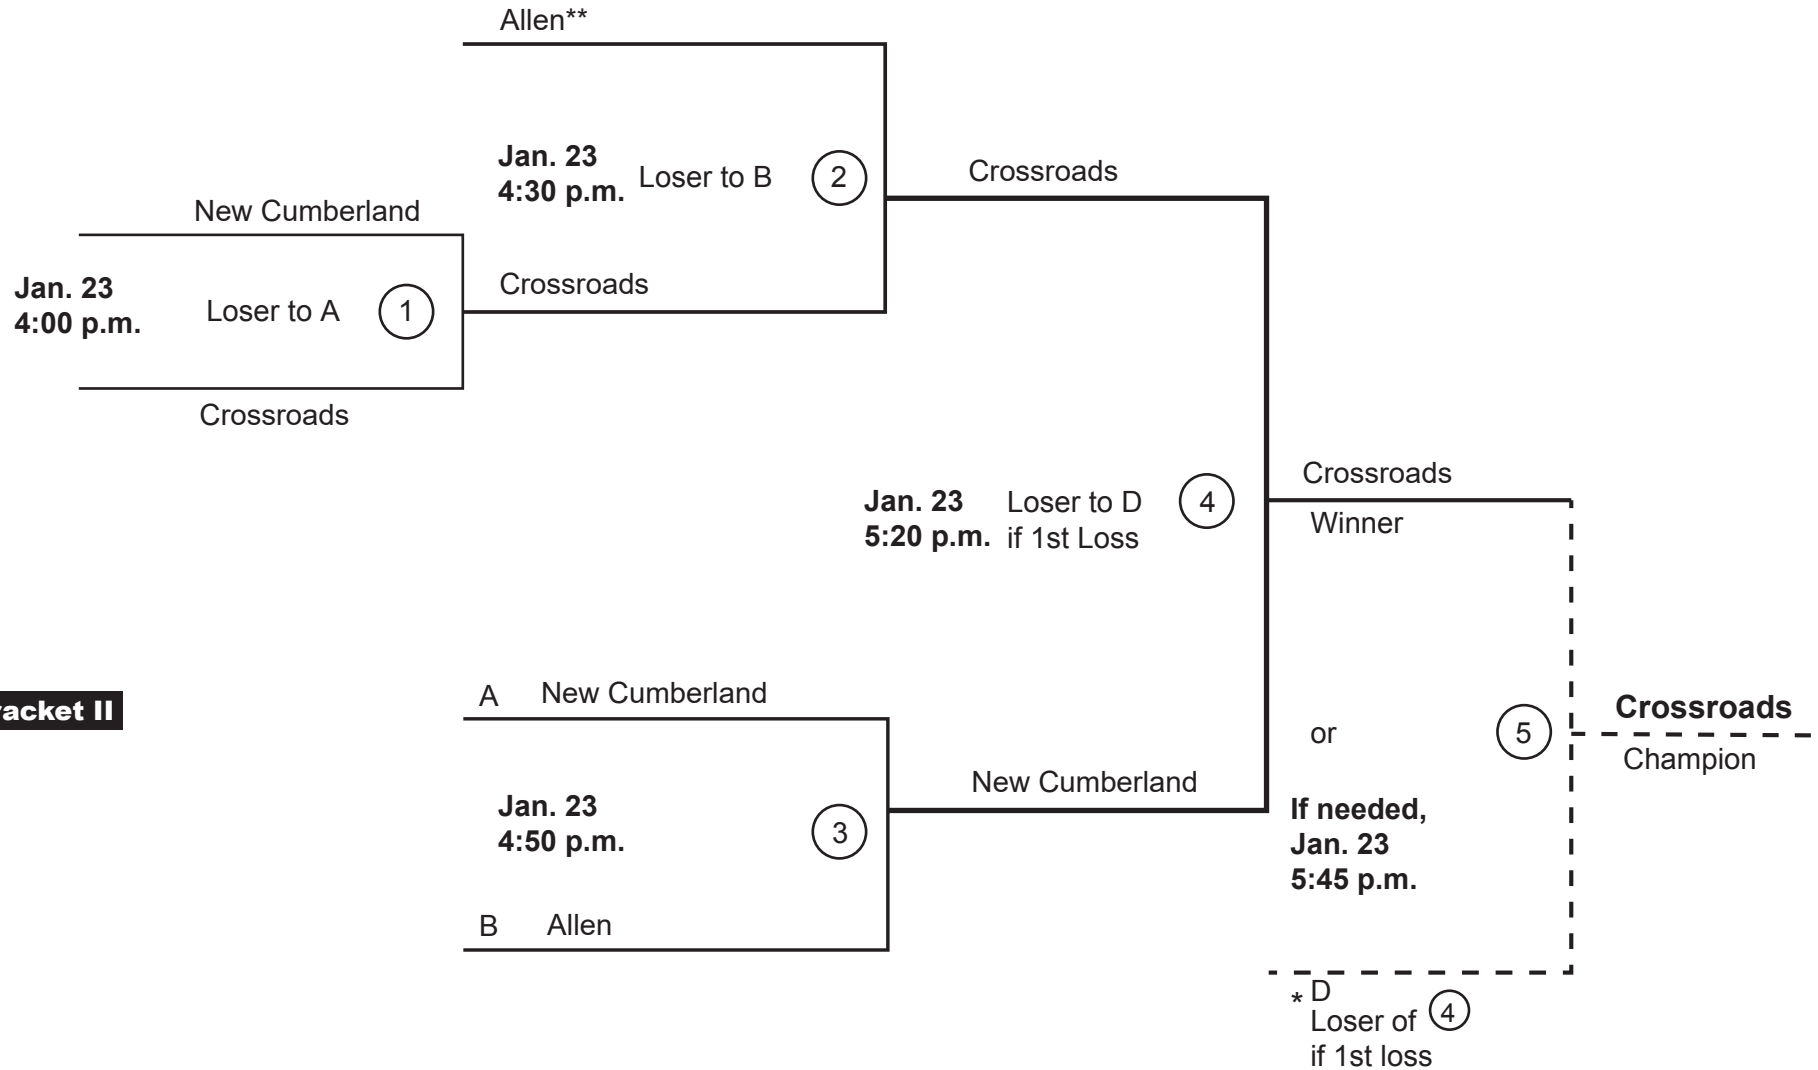 Allen**
Jan. 23
4:30 p.m.
Loser to B
2
Crossroads
New Cumberland
Jan. 23
4:00 p.m.
Loser to A
1
Crossroads
Crossroads
Jan. 23
5:20 p.m.
Loser to D
if 1st Loss
4
Crossroads
Winner
racket II
A New Cumberland
Jan. 23
4:50 p.m.
3
New Cumberland
B Allen
or
5
If needed,
Jan. 23
5:45 p.m.
Crossroads
Champion
* D
Loser of 4
if 1st loss